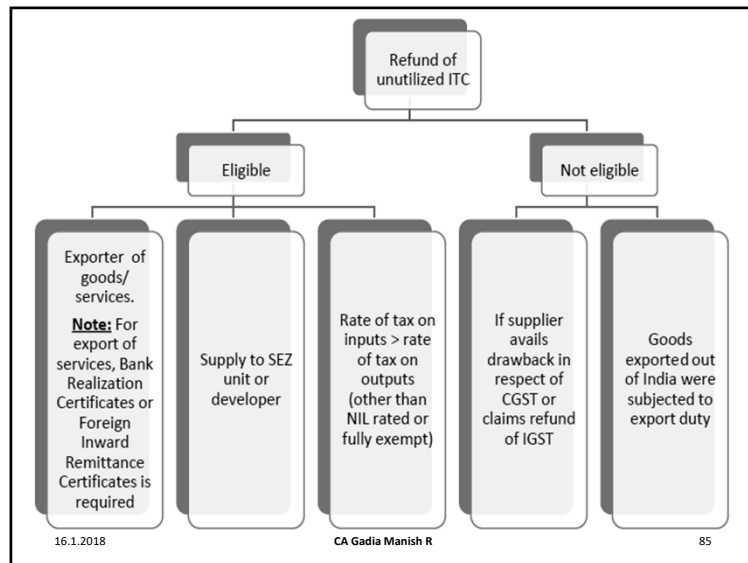 Refund of
unutilized ITC
Eligible
Not eligible
Exporter of
goods/
services.
Note: For
export of
services, Bank
Realization
Certificates or
Foreign
Inward
Remittance
Certificates is
required
Supply to SEZ
unit or
developer
Rate of tax on
inputs > rate
of tax on
outputs
(other than
NIL rated or
fully exempt)
If supplier
avails
drawback in
respect of
CGST or
claims refund
of IGST
Goods
exported out
of India were
subjected to
export duty
16.1.2018
CA Gadia Manish R
85